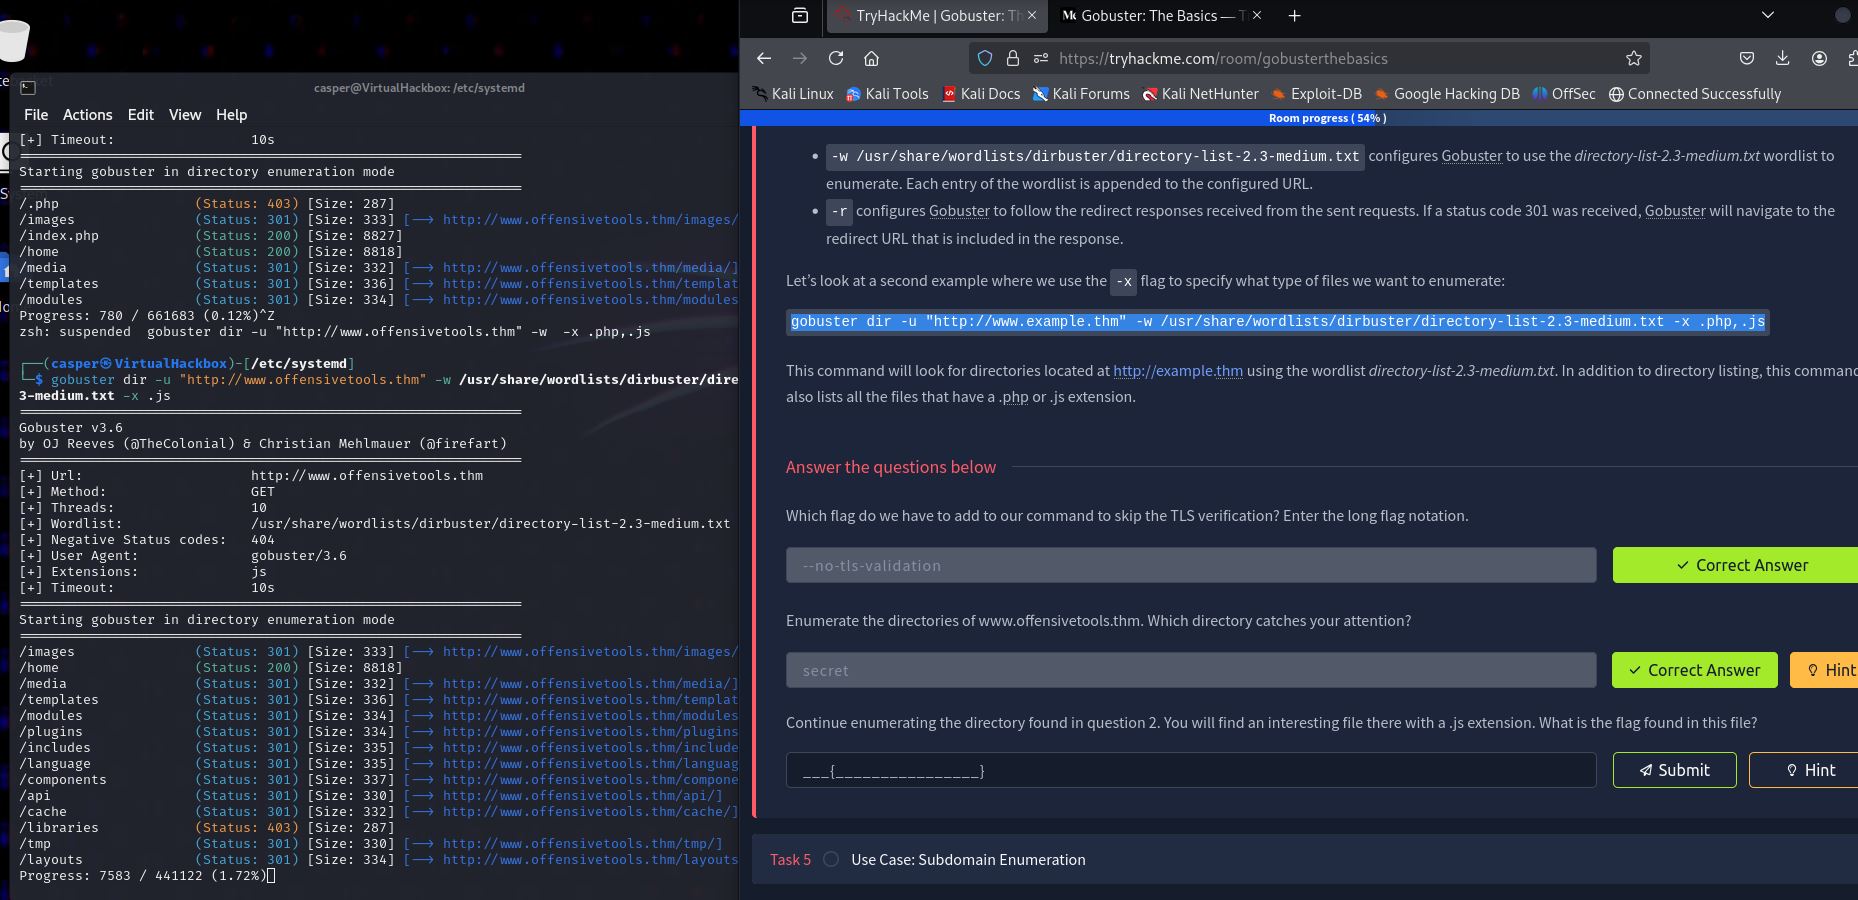 casper@VirtualHackbox: /etc/systemd
File Actions Edit View Help
[+] Timeout: 10s
Starting gobuster in directory enumeration mode
/.php (Status: 403) [Size: 287]
/images (Status: 301) [Size: 333] [--> http://www.offensivetools.thm/images/
/index.php (Status: 200) [Size: 8827]
/home (Status: 200) [Size: 8818]
/media (Status: 301) [Size: 332] [--> http://www.offensivetools.thm/media/]
/templates (Status: 301) [Size: 336] [--> http://www.offensivetools.thm/templat
/modules (Status: 301) [Size: 334] [--> http://www.offensivetools.thm/modules
Progress: 780 / 661683 (0.12%)^Z
zsh: suspended gobuster dir -u "http://www.offensivetools.thm" -w -x .php,.js
┌──(casper㉿VirtualHackbox)-[/etc/systemd]
└─$ gobuster dir -u "http://www.offensivetools.thm" -w /usr/share/wordlists/dirbuster/dire
3-medium.txt -x .js
Gobuster v3.6
by OJ Reeves (@TheColonial) & Christian Mehlmauer (@firefart)
[+] Url: http://www.offensivetools.thm
[+] Method: GET
[+] Threads: 10
[+] Wordlist: /usr/share/wordlists/dirbuster/directory-list-2.3-medium.txt
[+] Negative Status codes: 404
[+] User Agent: gobuster/3.6
[+] Extensions: js
[+] Timeout: 10s
Starting gobuster in directory enumeration mode
/images (Status: 301) [Size: 333] [--> http://www.offensivetools.thm/images/
/home (Status: 200) [Size: 8818]
/media (Status: 301) [Size: 332] [--> http://www.offensivetools.thm/media/]
/templates (Status: 301) [Size: 336] [--> http://www.offensivetools.thm/templat
/modules (Status: 301) [Size: 334] [--> http://www.offensivetools.thm/modules
/plugins (Status: 301) [Size: 334] [--> http://www.offensivetools.thm/plugins
/includes (Status: 301) [Size: 335] [--> http://www.offensivetools.thm/include
/language (Status: 301) [Size: 335] [--> http://www.offensivetools.thm/languag
/components (Status: 301) [Size: 337] [--> http://www.offensivetools.thm/compone
/api (Status: 301) [Size: 330] [--> http://www.offensivetools.thm/api/]
/cache (Status: 301) [Size: 332] [--> http://www.offensivetools.thm/cache/]
/libraries (Status: 403) [Size: 287]
/tmp (Status: 301) [Size: 330] [--> http://www.offensivetools.thm/tmp/]
/layouts (Status: 301) [Size: 334] [--> http://www.offensivetools.thm/layouts
Progress: 7583 / 441122 (1.72%)
TryHackMe | Gobuster: Th
Gobuster: The Basics — T
https://tryhackme.com/room/gobusterthebasics
Kali Linux Kali Tools Kali Docs Kali Forums Kali NetHunter Exploit-DB Google Hacking DB OffSec Connected Successfully
Room progress ( 54% )
• -w /usr/share/wordlists/dirbuster/directory-list-2.3-medium.txt configures Gobuster to use the directory-list-2.3-medium.txt wordlist to
enumerate. Each entry of the wordlist is appended to the configured URL.
• -r configures Gobuster to follow the redirect responses received from the sent requests. If a status code 301 was received, Gobuster will navigate to the
redirect URL that is included in the response.
Let's look at a second example where we use the -x flag to specify what type of files we want to enumerate:
gobuster dir -u "http://www.example.thm" -w /usr/share/wordlists/dirbuster/directory-list-2.3-medium.txt -x .php,.js
This command will look for directories located at http://example.thm using the wordlist directory-list-2.3-medium.txt. In addition to directory listing, this command
also lists all the files that have a .php or .js extension.
Answer the questions below
Which flag do we have to add to our command to skip the TLS verification? Enter the long flag notation.
--no-tls-validation
Correct Answer
Enumerate the directories of www.offensivetools.thm. Which directory catches your attention?
secret
Correct Answer
Hint
Continue enumerating the directory found in question 2. You will find an interesting file there with a .js extension. What is the flag found in this file?
___{________________}
Submit
Hint
Task 5 Use Case: Subdomain Enumeration